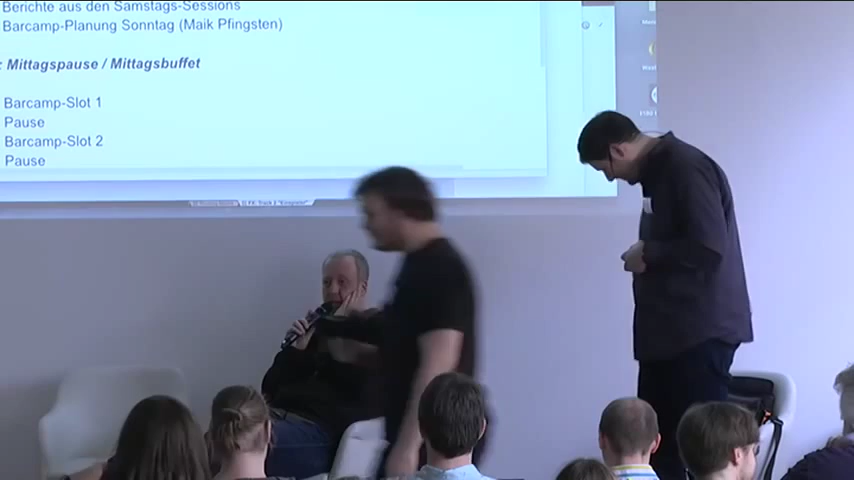 Berichte aus den Samstags-Sessions
Barcamp-Planung Sonntag (Maik Pfingsten)
: Mittagspause / Mittagsbuffet
Barcamp-Slot 1
Pause
Barcamp-Slot 2
Pause